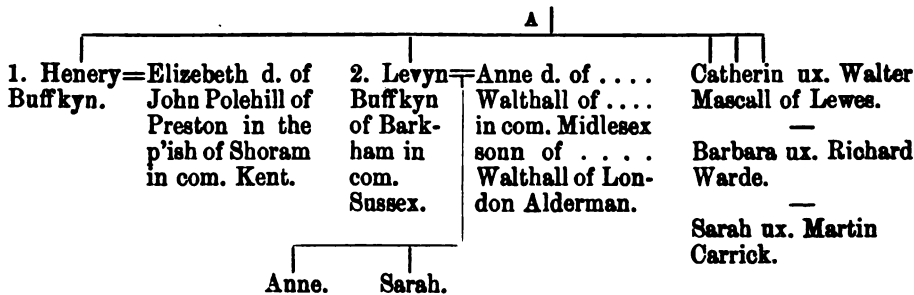 A
1. Henery=Elizebeth d. of
Buffkyn. John Polehill of
Preston in the
p'ish of Shoram
in com. Kent.
2. Levyn=Anne d. of ....
Buffkyn Walthall of ....
of Bark- in com. Midlesex
ham in sonn of ....
com. Walthall of Lon-
Sussex. don Alderman.
Catherin ux. Walter
Mascall of Lewes.
—
Barbara ux. Richard
Warde.
—
Sarah ux. Martin
Carrick.
Anne. Sarah.